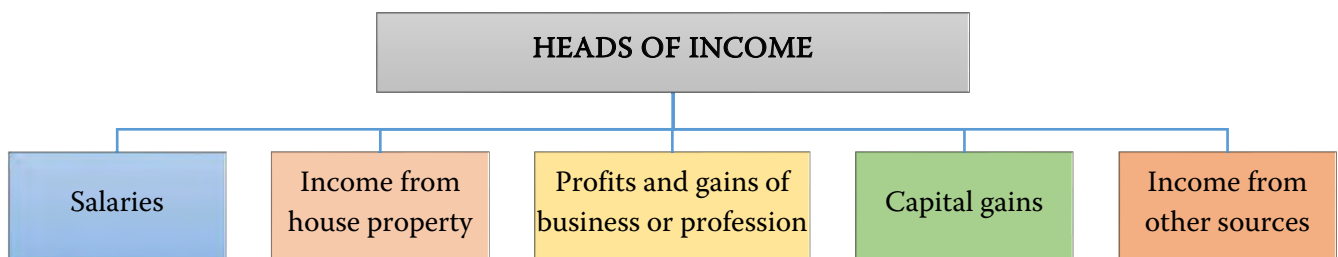 HEADS OF INCOME
Salaries
Income from
house property
Profits and gains of
business or profession
Capital gains
Income from
other sources